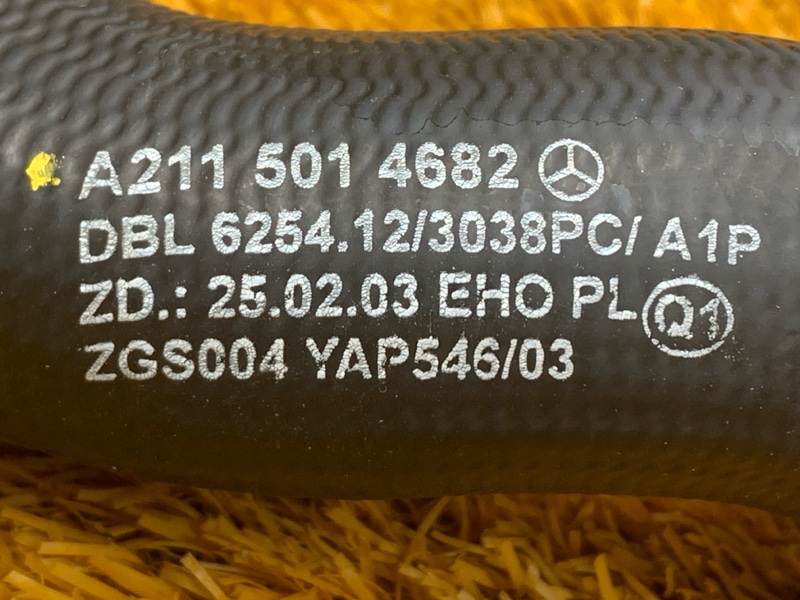 A211 501 4682
DBL 6254.12/3038PC/ A1P
ZD.: 25.02.03 EHO PL Q1
ZGS004 YAP546/03